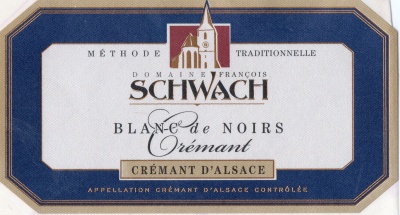 MÉTHODE TRADITIONNELLE
DOMAINE FRANÇOIS
SCHWACH
BLANC de NOIRS
Crémant
CRÉMANT D'ALSACE
APPELLATION CRÉMANT D'ALSACE CONTRÔLÉE